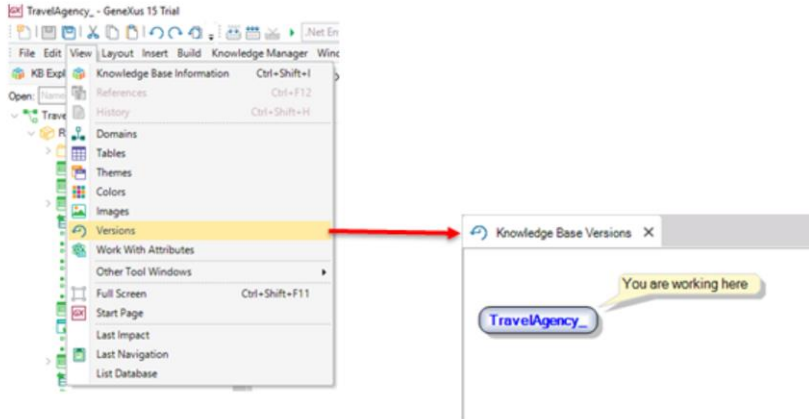 TravelAgency_ - GeneXus 15 Trial
.Net En
File Edit View Layout Insert Build Knowledge Manager Wind
KB Expl
Open: Name
Trave
R
Knowledge Base Information Ctrl+Shift+I
References Ctrl+F12
History Ctrl+Shift+H
Domains
Tables
Themes
Colors
Images
Versions
Work With Attributes
Other Tool Windows
Full Screen Ctrl+Shift+F11
Start Page
Last Impact
Last Navigation
List Database
Knowledge Base Versions X
You are working here
TravelAgency_